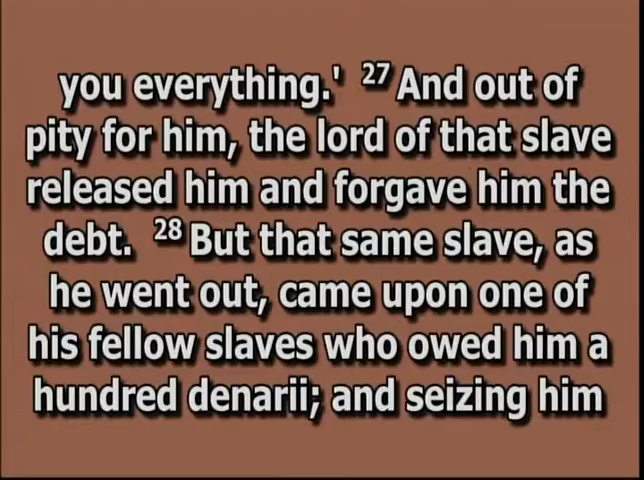 you everything.' 27 And out of
pity for him, the lord of that slave
released him and forgave him the
debt. 28 But that same slave, as
he went out, came upon one of
his fellow slaves who owed him a
hundred denarii; and seizing him